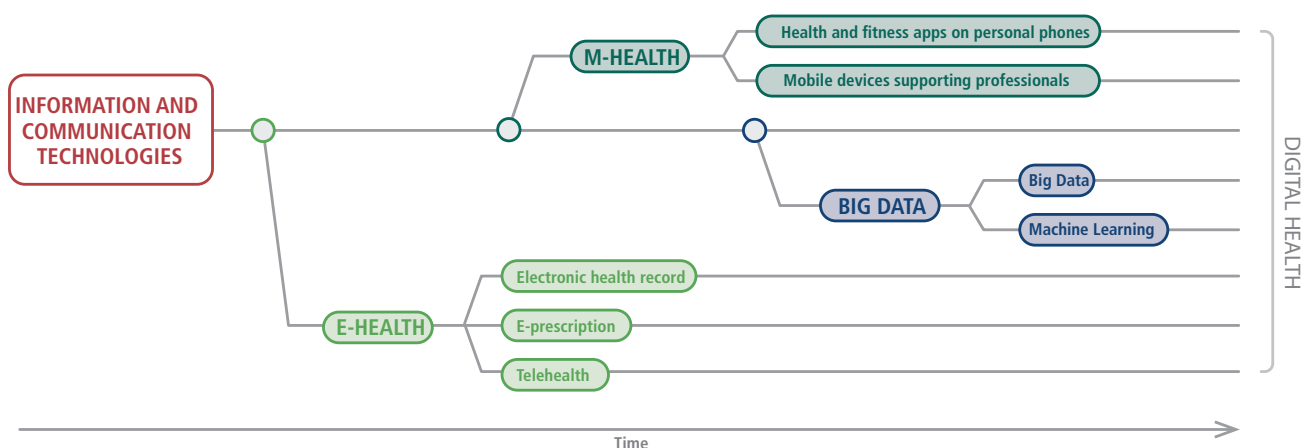 Health and fitness apps on personal phones
M-HEALTH
Mobile devices supporting professionals
INFORMATION AND
COMMUNICATION
TECHNOLOGIES
Big Data
BIG DATA
Machine Learning
Electronic health record
E-HEALTH
E-prescription
Telehealth
DIGITAL HEALTH
Time